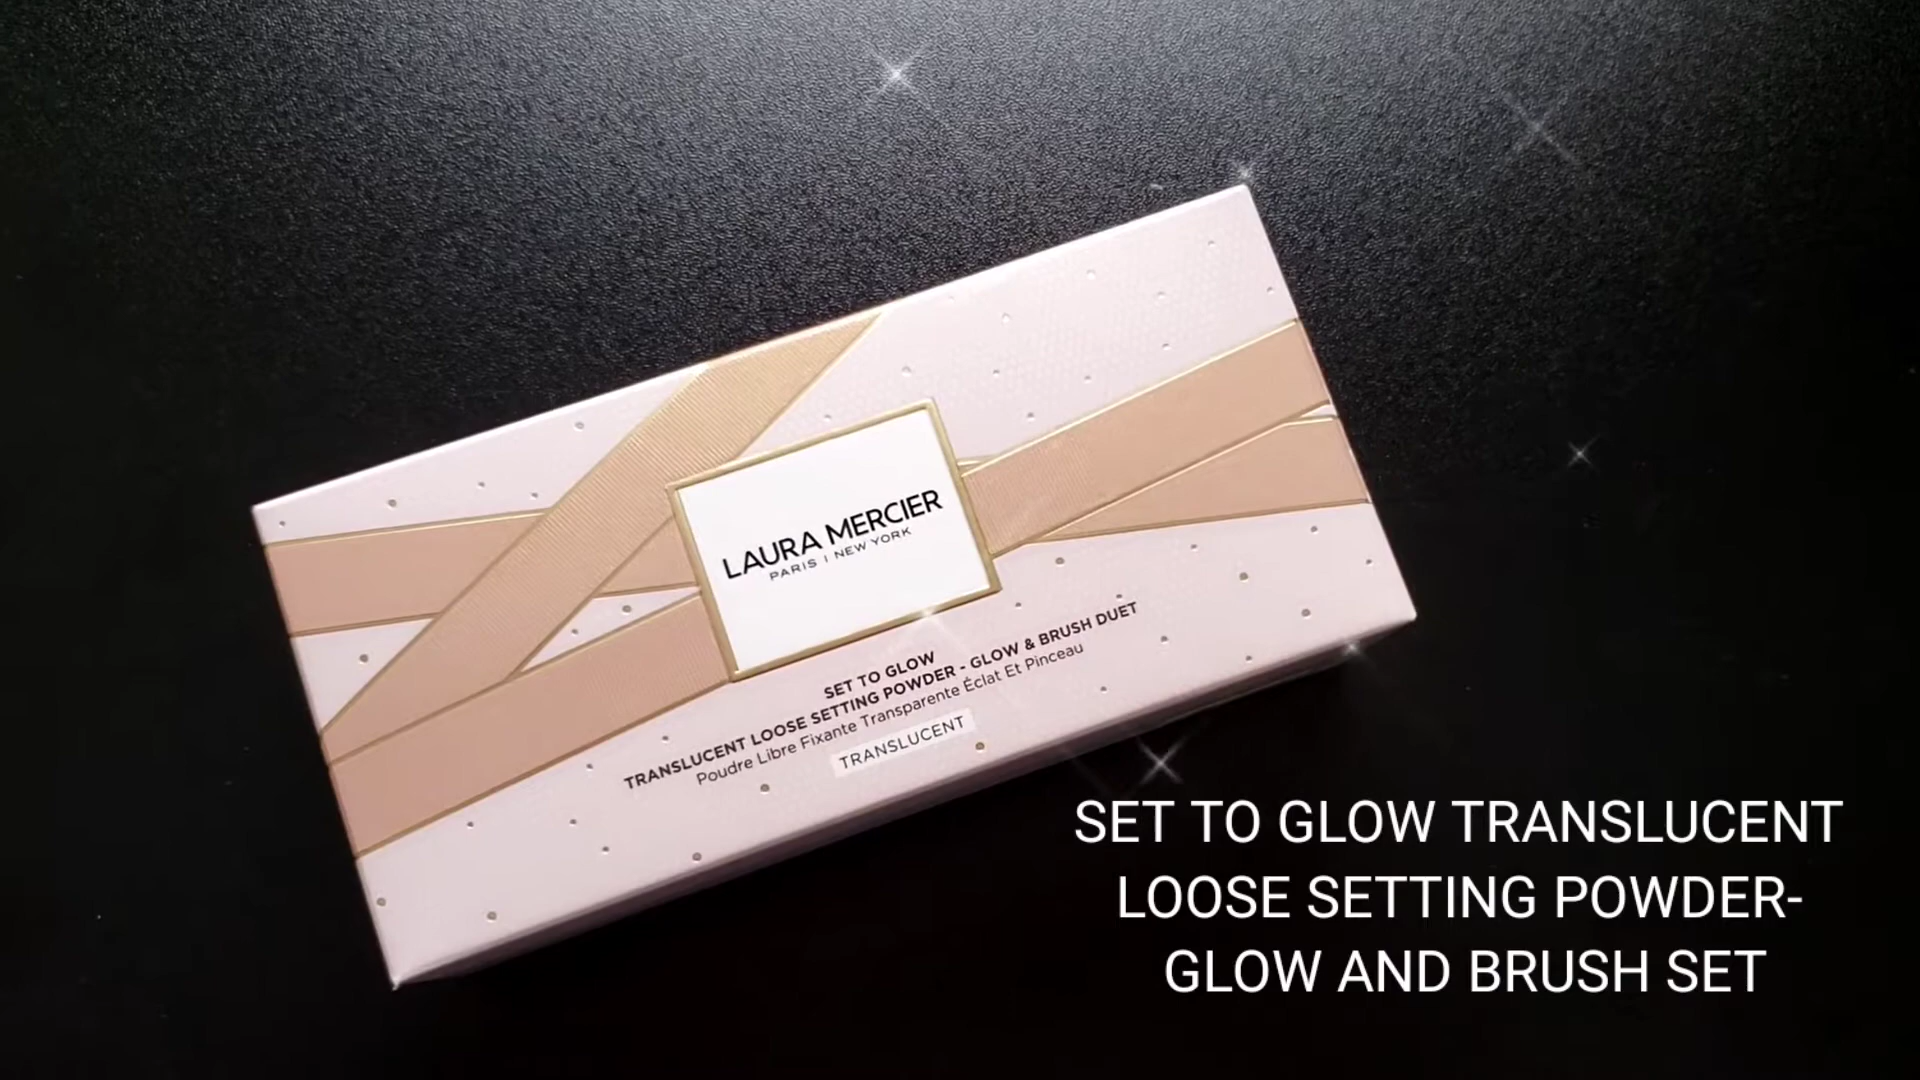 LAURA MERCIER
PARIS | NEW YORK
SET TO GLOW
TRANSLUCENT LOOSE SETTING POWDER - GLOW & BRUSH DUET
Poudre Libre Fixante Transparente Éclat Et Pinceau
TRANSLUCENT
SET TO GLOW TRANSLUCENT
LOOSE SETTING POWDER-
GLOW AND BRUSH SET